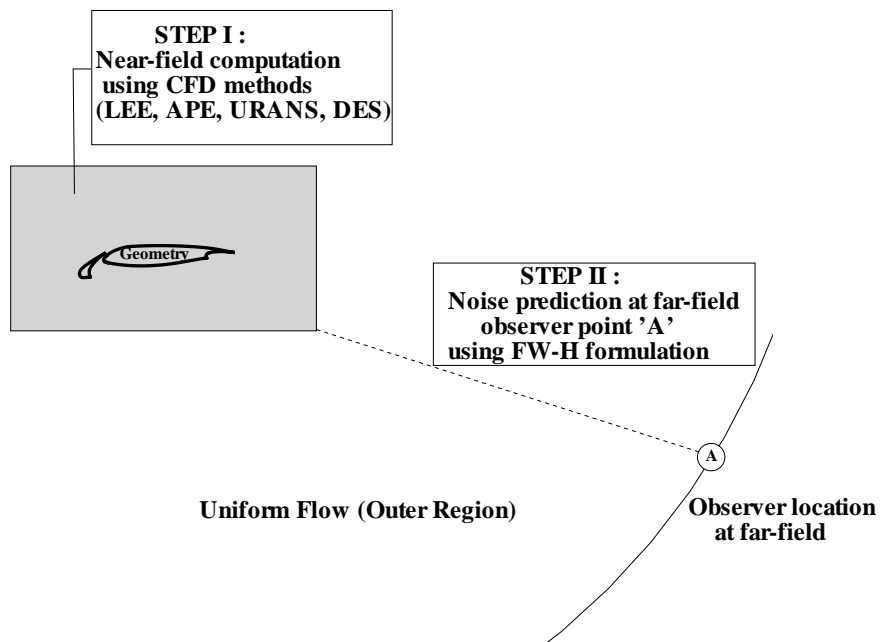 STEP I :
Near-field computation
using CFD methods
(LEE, APE, URANS, DES)
Geometry
STEP II :
Noise prediction at far-field
observer point 'A'
using FW-H formulation
A
Uniform Flow (Outer Region)
Observer location
at far-field